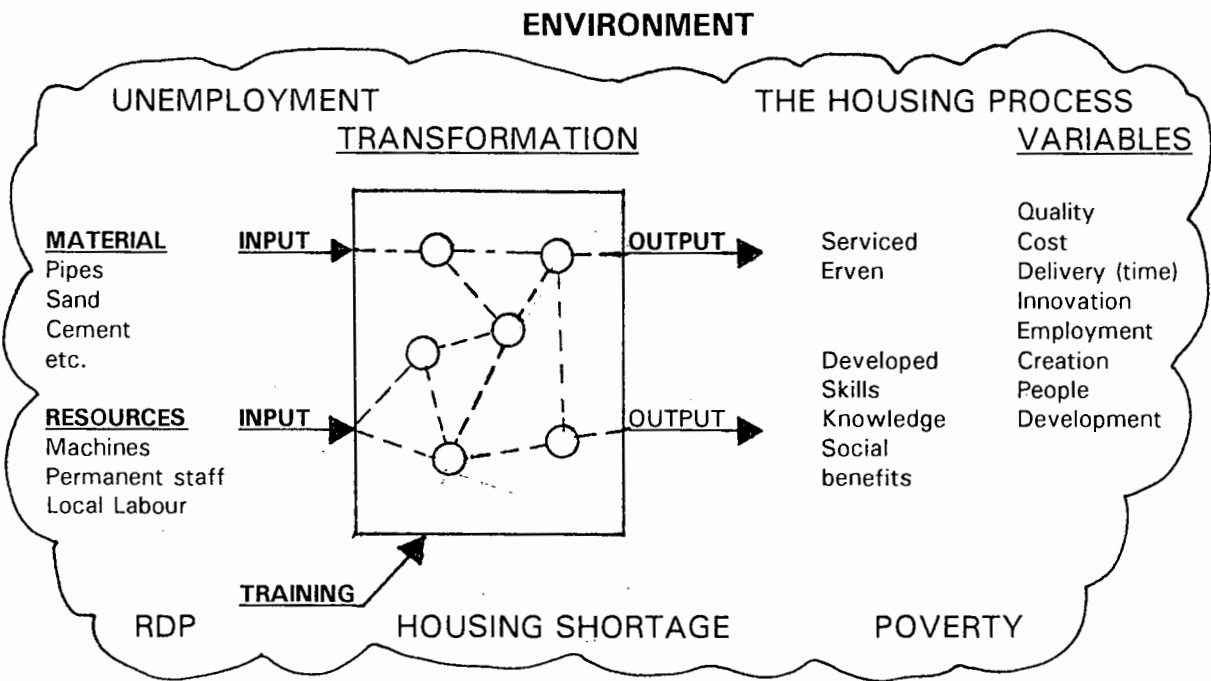 ENVIRONMENT
UNEMPLOYMENT
THE HOUSING PROCESS
TRANSFORMATION
VARIABLES
MATERIAL
Pipes
Sand
Cement
etc.
INPUT
OUTPUT
Serviced
Erven
Quality
Cost
Delivery (time)
Innovation
Employment
Creation
People
Development
RESOURCES
Machines
Permanent staff
Local Labour
INPUT
OUTPUT
Developed
Skills
Knowledge
Social
benefits
TRAINING
RDP
HOUSING SHORTAGE
POVERTY